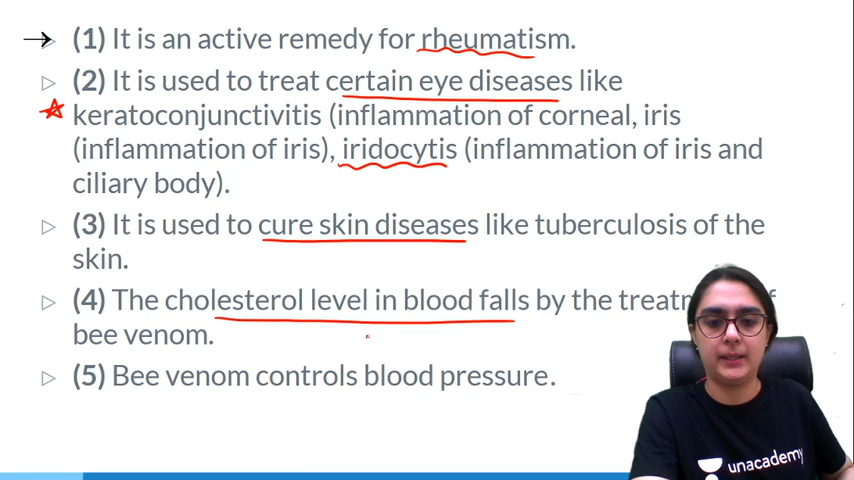 (1) It is an active remedy for rheumatism.
(2) It is used to treat certain eye diseases like
keratoconjunctivitis (inflammation of corneal, iris
(inflammation of iris), iridocytis (inflammation of iris and
ciliary body).
(3) It is used to cure skin diseases like tuberculosis of the
skin.
(4) The cholesterol level in blood falls by the
bee venom.
(5) Bee venom controls blood pressure.
unacademy